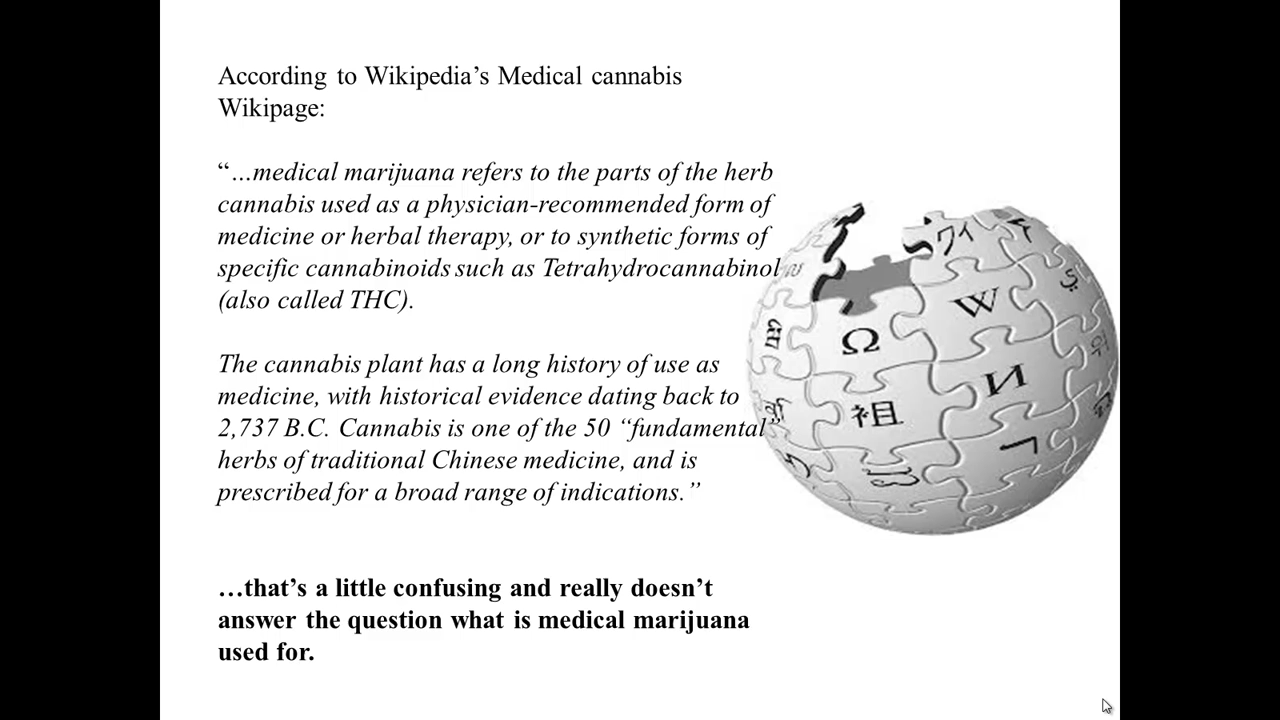 According to Wikipedia’s Medical cannabis
Wikipage:
“…medical marijuana refers to the parts of the herb
cannabis used as a physician-recommended form of
medicine or herbal therapy, or to synthetic forms of
specific cannabinoids such as Tetrahydrocannabinol
(also called THC).
The cannabis plant has a long history of use as
medicine, with historical evidence dating back to
2,737 B.C. Cannabis is one of the 50 “fundamental”
herbs of traditional Chinese medicine, and is
prescribed for a broad range of indications.”
…that’s a little confusing and really doesn’t
answer the question what is medical marijuana
used for.
ワィ
W
Ω
И
祖